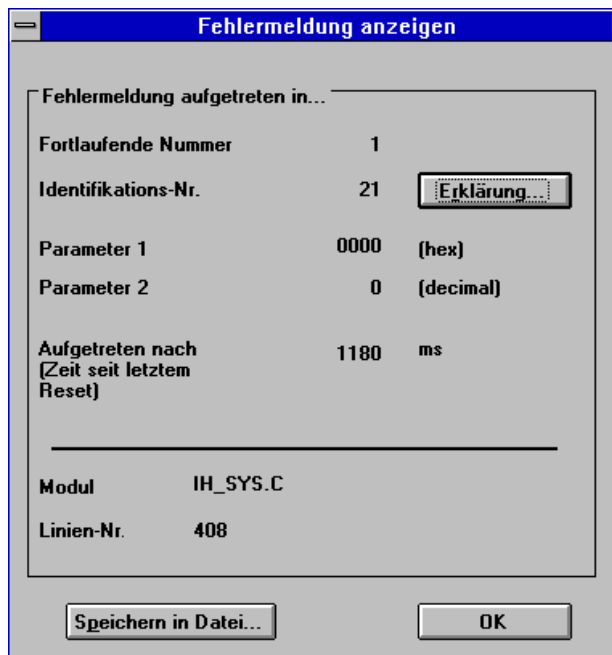 Fehlermeldung anzeigen
Fehlermeldung aufgetreten in...
Fortlaufende Nummer 1
Identifikations-Nr. 21 Erklärung...
Parameter 1 0000 (hex)
Parameter 2 0 (decimal)
Aufgetreten nach 1180 ms
(Zeit seit letztem
Reset)
Modul IH_SYS.C
Linien-Nr. 408
Speichern in Datei... OK